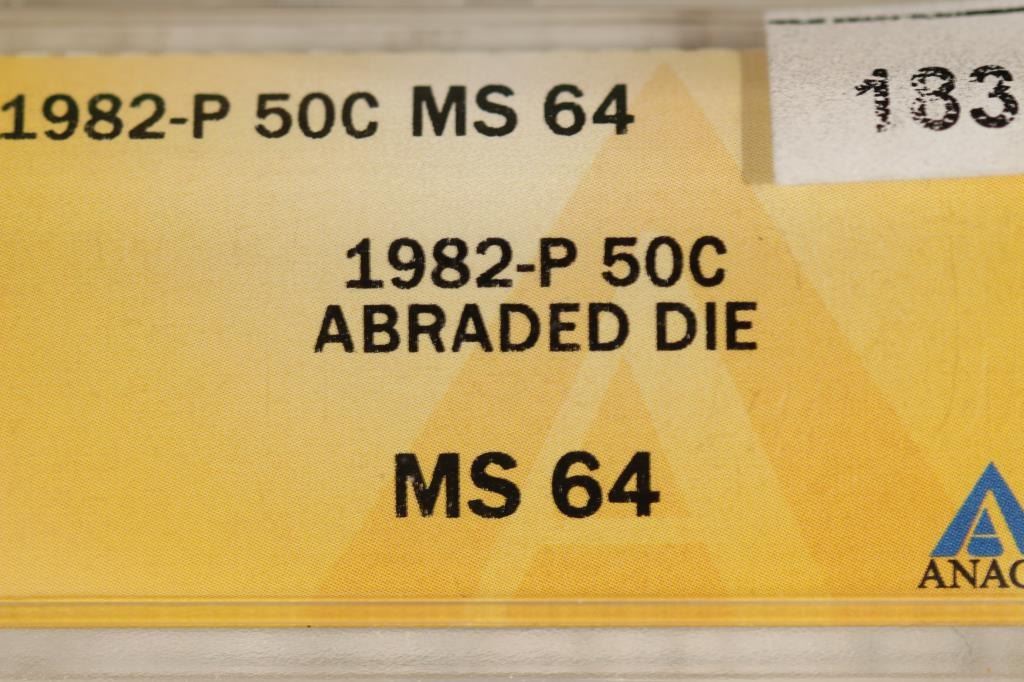 1982-P 50C MS 64
183
1982-P 50C
ABRADED DIE
MS 64
ANAC